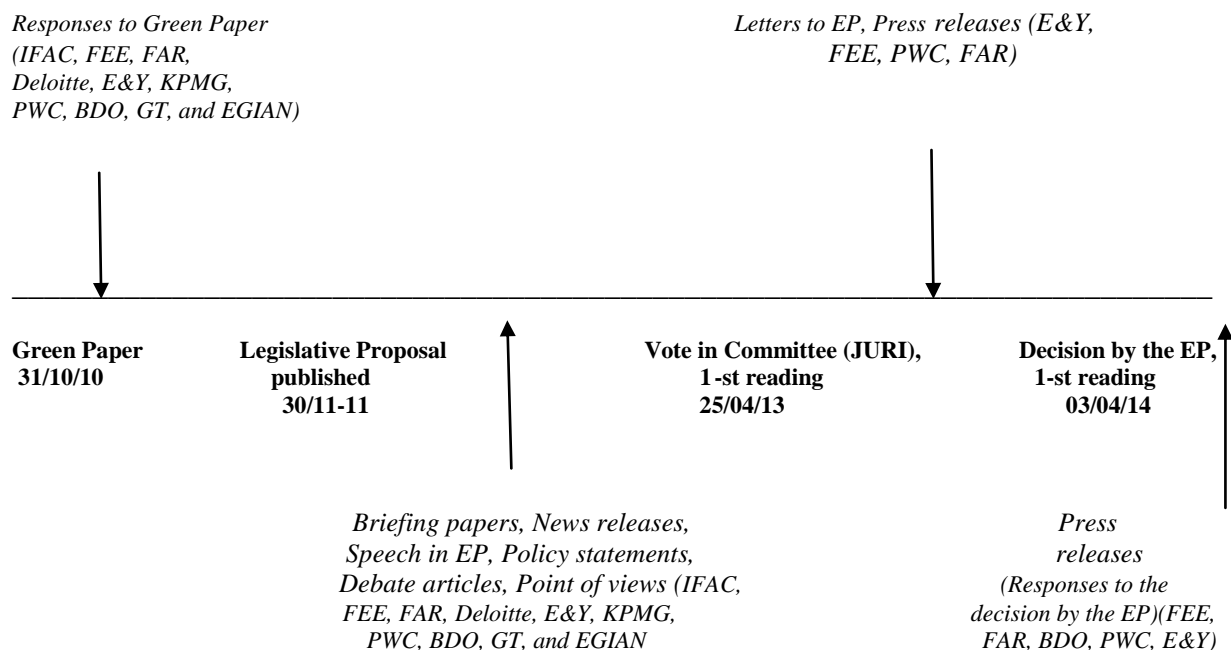 Responses to Green Paper
(IFAC, FEE, FAR,
Deloitte, E&Y, KPMG,
PWC, BDO, GT, and EGIAN)
Letters to EP, Press releases (E&Y,
FEE, PWC, FAR)
Green Paper
31/10/10
Legislative Proposal
published
30/11-11
Vote in Committee (JURI),
1-st reading
25/04/13
Decision by the EP,
1-st reading
03/04/14
Briefing papers, News releases,
Speech in EP, Policy statements,
Debate articles, Point of views (IFAC,
FEE, FAR, Deloitte, E&Y, KPMG,
PWC, BDO, GT, and EGIAN
Press
releases
(Responses to the
decision by the EP)(FEE,
FAR, BDO, PWC, E&Y)